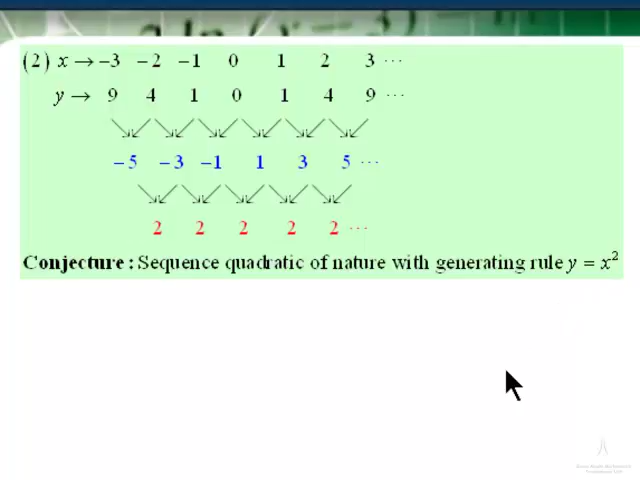 (2) x → −3 −2 −1 0 1 2 3 ⋯
y → 9 4 1 0 1 4 9 ⋯
−5 −3 −1 1 3 5 ⋯
2 2 2 2 2 ⋯
Conjecture : Sequence quadratic of nature with generating rule y = x²